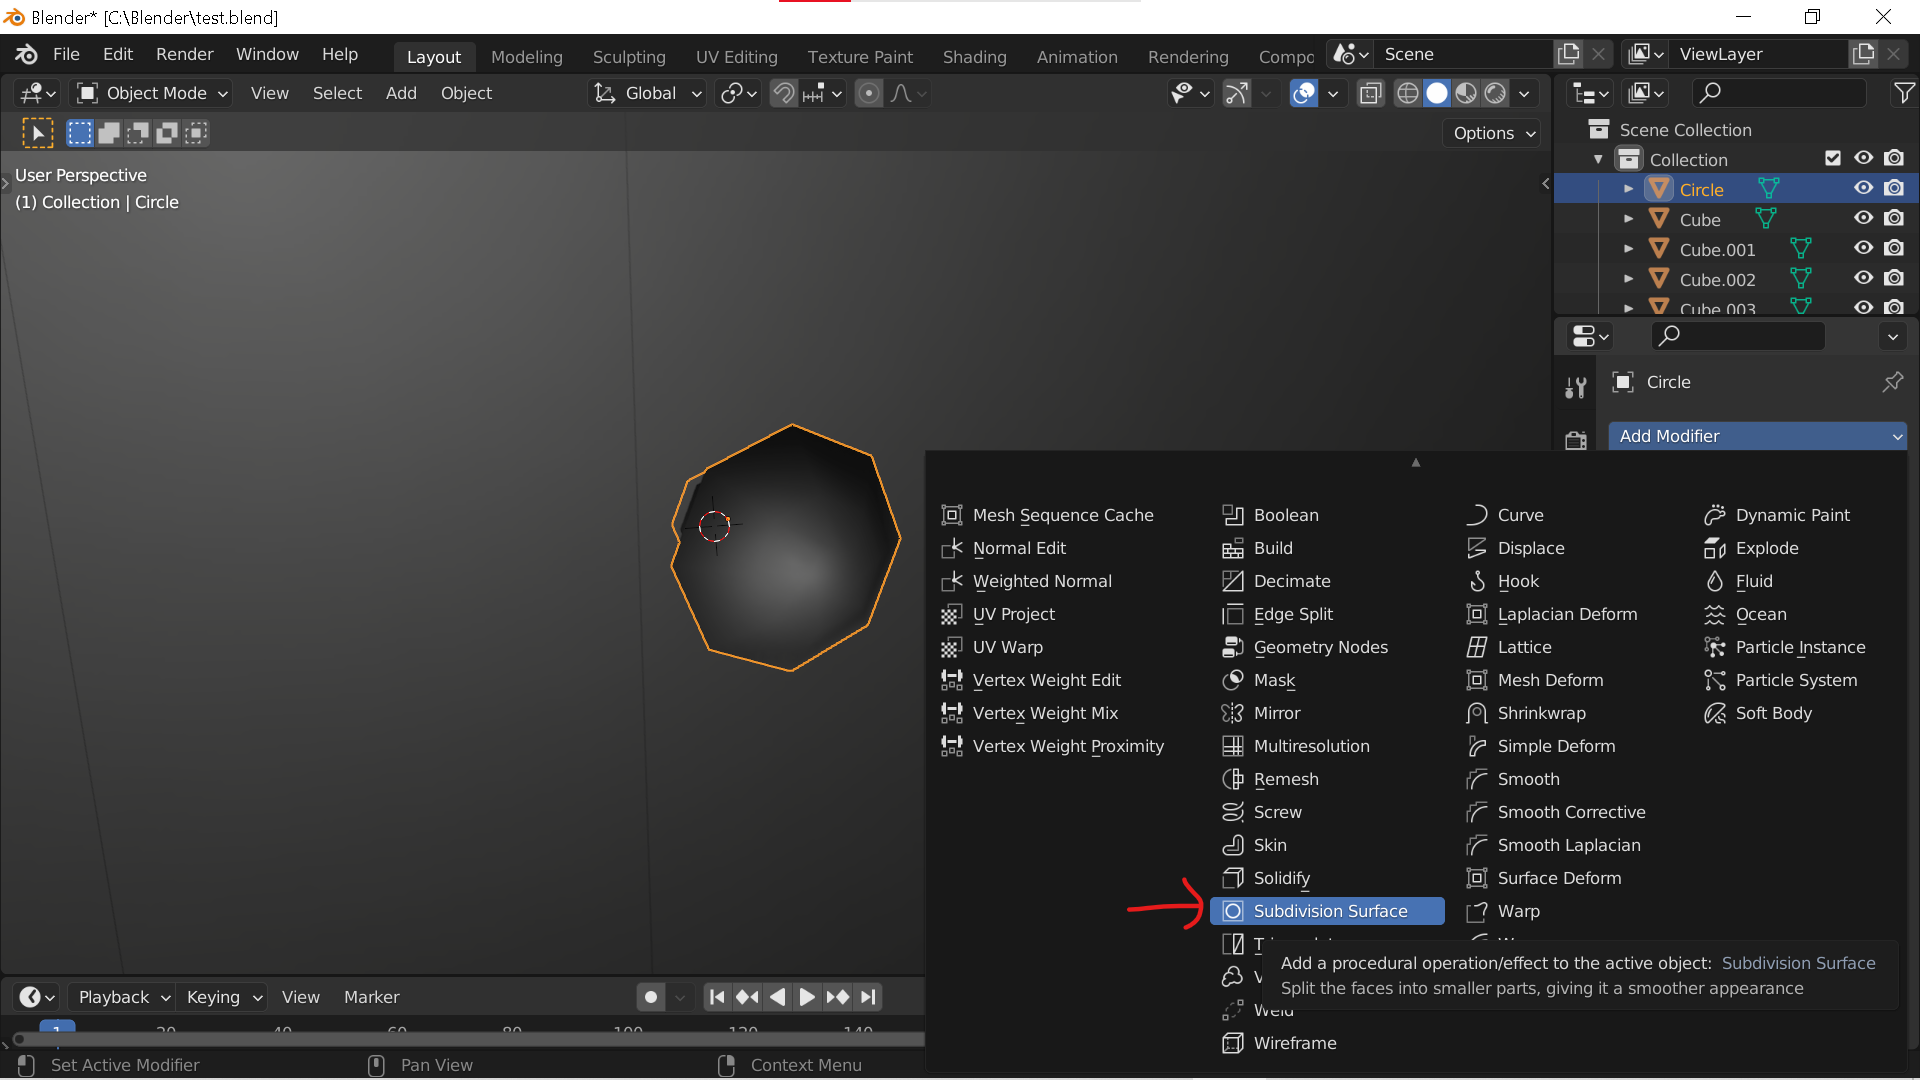 Blender* [C:\Blender\test.blend]
File Edit Render Window Help Layout Modeling Sculpting UV Editing Texture Paint Shading Animation Rendering Compo Scene ViewLayer
Object Mode View Select Add Object Global
Options
User Perspective
(1) Collection | Circle
Scene Collection
Collection
Circle
Cube
Cube.001
Cube.002
Cube.003
Circle
Add Modifier
Mesh Sequence Cache
Normal Edit
Weighted Normal
UV Project
UV Warp
Vertex Weight Edit
Vertex Weight Mix
Vertex Weight Proximity
Boolean
Build
Decimate
Edge Split
Geometry Nodes
Mask
Mirror
Multiresolution
Remesh
Screw
Skin
Solidify
Subdivision Surface
Weld
Wireframe
Curve
Displace
Hook
Laplacian Deform
Lattice
Mesh Deform
Shrinkwrap
Simple Deform
Smooth
Smooth Corrective
Smooth Laplacian
Surface Deform
Warp
Dynamic Paint
Explode
Fluid
Ocean
Particle Instance
Particle System
Soft Body
Add a procedural operation/effect to the active object: Subdivision Surface
Split the faces into smaller parts, giving it a smoother appearance
Playback Keying View Marker
1 20 40 60 80 100 120 140
Set Active Modifier Pan View Context Menu